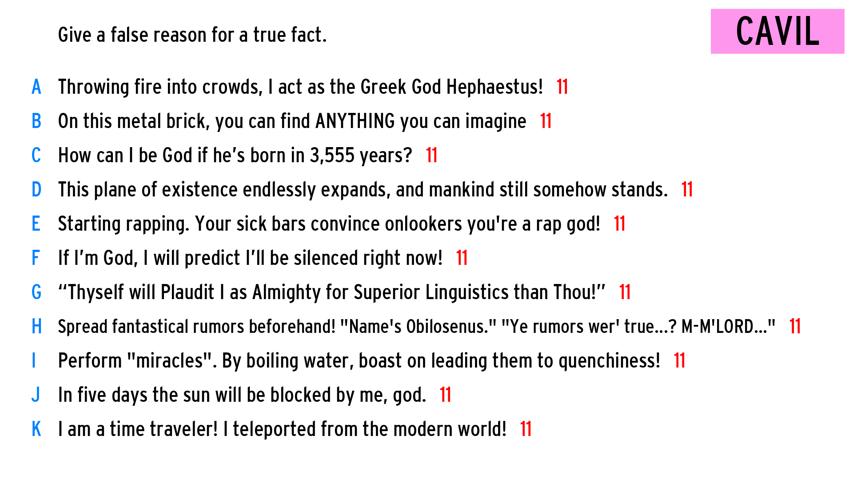 Give a false reason for a true fact.
CAVIL
A Throwing fire into crowds, I act as the Greek God Hephaestus! 11
B On this metal brick, you can find ANYTHING you can imagine 11
C How can I be God if he's born in 3,555 years? 11
D This plane of existence endlessly expands, and mankind still somehow stands. 11
E Starting rapping. Your sick bars convince onlookers you're a rap god! 11
F If I'm God, I will predict I'll be silenced right now! 11
G “Thyself will Plaudit I as Almighty for Superior Linguistics than Thou!” 11
H Spread fantastical rumors beforehand! "Name's Obilosenus." "Ye rumors wer' true...? M-M'LORD..." 11
I Perform "miracles". By boiling water, boast on leading them to quenchiness! 11
J In five days the sun will be blocked by me, god. 11
K I am a time traveler! I teleported from the modern world! 11